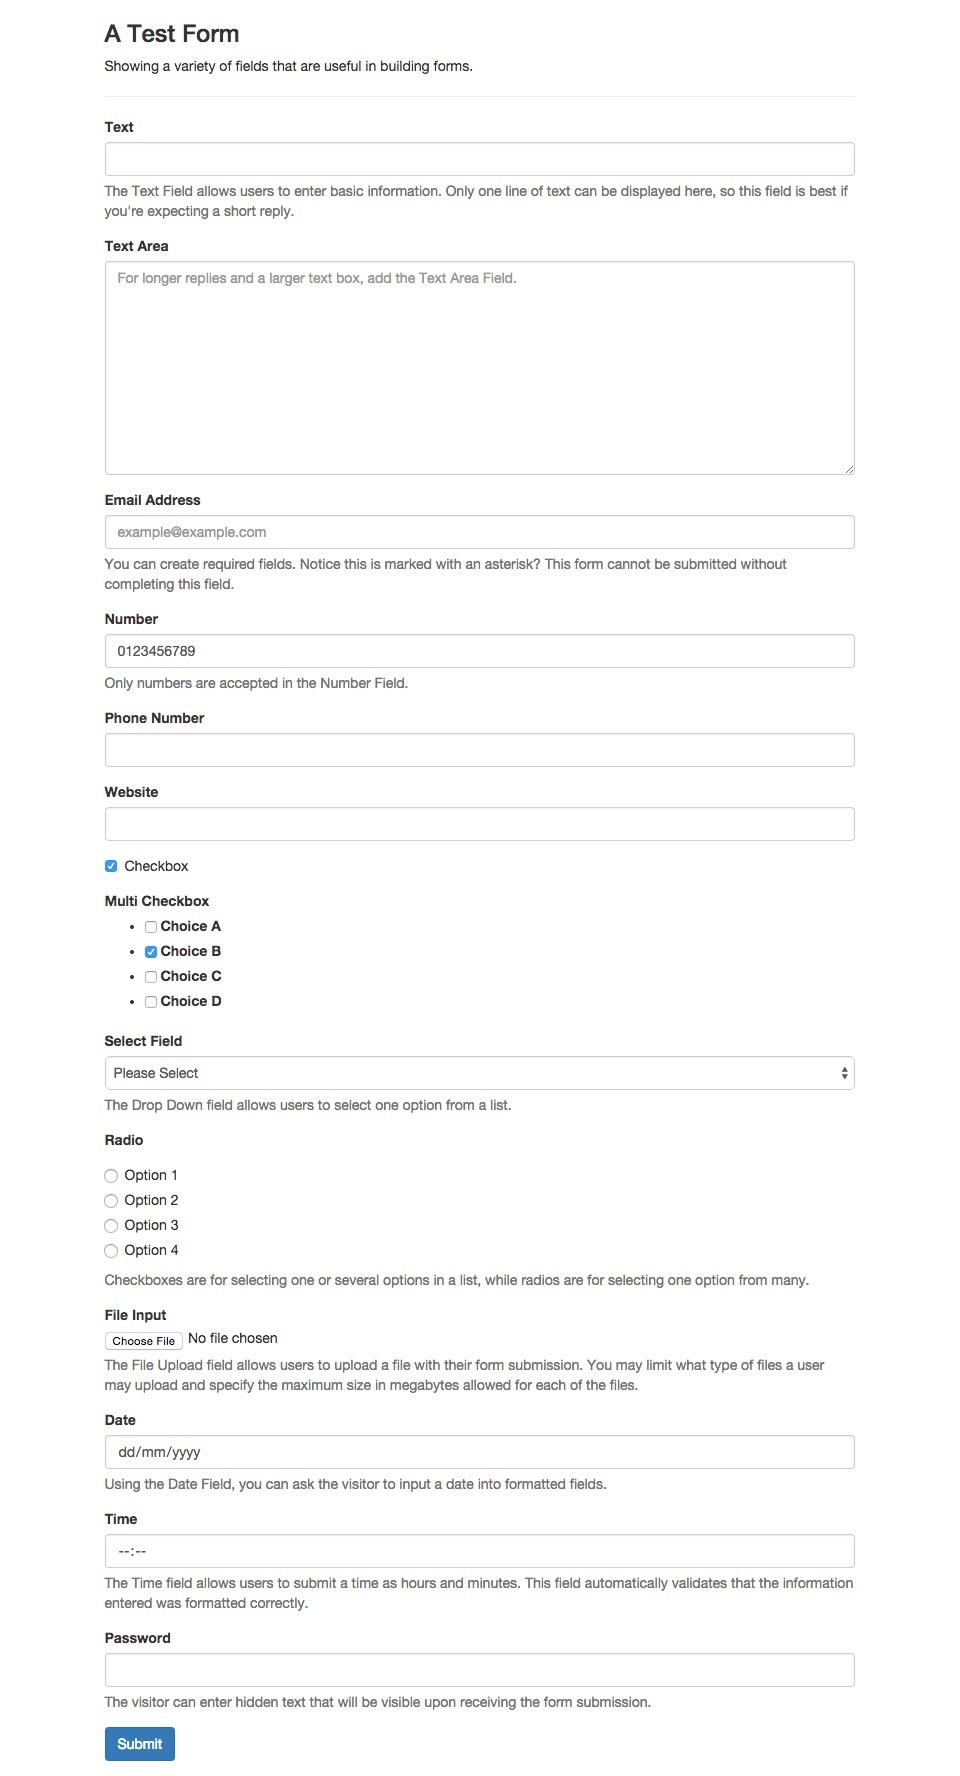 A Test Form
Showing a variety of fields that are useful in building forms.
Text
The Text Field allows users to enter basic information. Only one line of text can be displayed here, so this field is best if
you're expecting a short reply.
Text Area
For longer replies and a larger text box, add the Text Area Field.
Email Address
example@example.com
You can create required fields. Notice this is marked with an asterisk? This form cannot be submitted without
completing this field.
Number
0123456789
Only numbers are accepted in the Number Field.
Phone Number
Website
Checkbox
Multi Checkbox
Choice A
Choice B
Choice C
Choice D
Select Field
Please Select
The Drop Down field allows users to select one option from a list.
Radio
Option 1
Option 2
Option 3
Option 4
Checkboxes are for selecting one or several options in a list, while radios are for selecting one option from many.
File Input
Choose File No file chosen
The File Upload field allows users to upload a file with their form submission. You may limit what type of files a user
may upload and specify the maximum size in megabytes allowed for each of the files.
Date
dd/mm/yyyy
Using the Date Field, you can ask the visitor to input a date into formatted fields.
Time
--:--
The Time field allows users to submit a time as hours and minutes. This field automatically validates that the information
entered was formatted correctly.
Password
The visitor can enter hidden text that will be visible upon receiving the form submission.
Submit